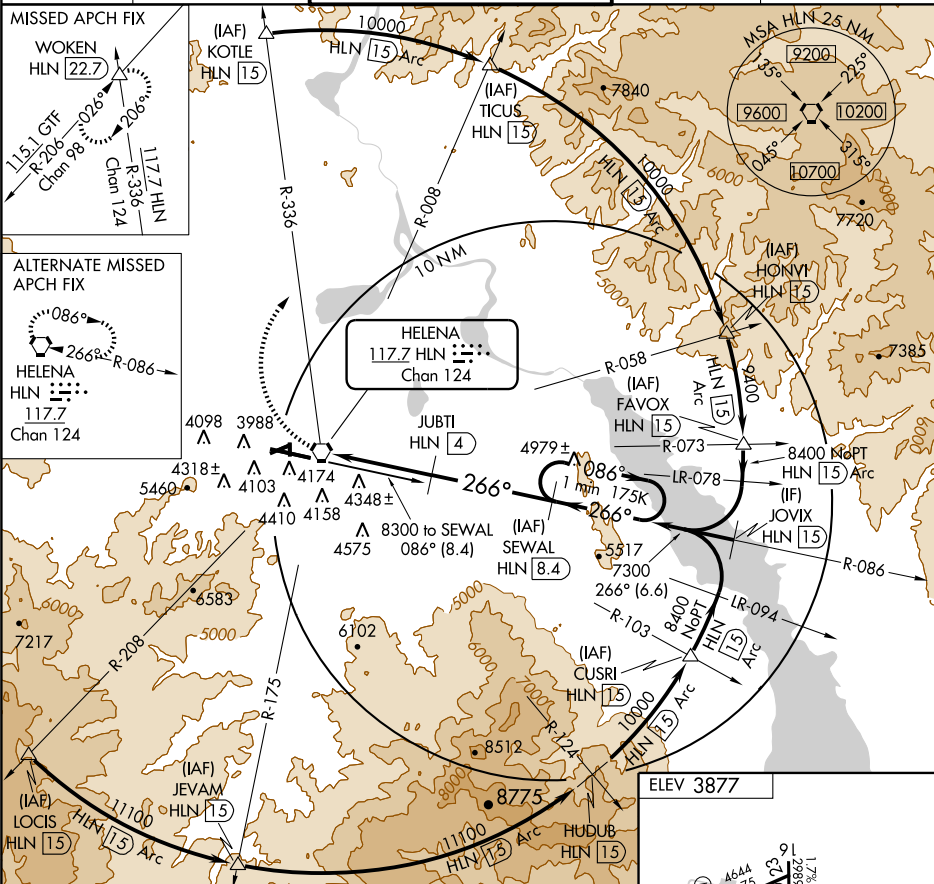 MISSED APCH FIX
WOKEN
HLN 22.7
026°
206°
115.1 GTF
R-206
Chan 98
117.7 HLN
R-336
Chan 124
ALTERNATE MISSED
APCH FIX
086°
266°
R-086
HELENA
HLN
117.7
Chan 124
(IAF)
KOTLE
HLN 15
10000
HLN 15 Arc
(IAF)
TICUS
HLN 15
7840
10000
HLN 15 Arc
MSA HLN 25 NM
9200
135°
225°
9600
10200
045°
315°
10700
6000
7000
7720
R-336
R-008
10 NM
5000
(IAF)
HONVI
HLN 15
HELENA
117.7 HLN
Chan 124
R-058
7385
9400
HLN 15
Arc
(IAF)
FAVOX
HLN 15
R-073
6000
8400 NoPT
HLN 15 Arc
JUBTI
HLN 4
4979±
086°
LR-078
1 min
175K
266°
266°
(IF)
JOVIX
HLN 15
4098
3988
4318±
4103
4174
4348±
5460
4410
4158
4575
8300 to SEWAL
086° (8.4)
(IAF)
SEWAL
HLN 8.4
5517
7300
266° (6.6)
R-086
LR-094
R-103
8400
NoPT
HLN
15
Arc
6583
6000
5000
7217
R-208
R-175
6102
5000
6000
7000
(IAF)
CUSRI
HLN 15
10000
HLN 15 Arc
R-124
8512
8000
8775
(IAF)
LOCIS
HLN 15
11100
HLN 15 Arc
(IAF)
JEVAM
HLN 15
11100
HLN 15 Arc
HUDUB
HLN 15
ELEV 3877
4644